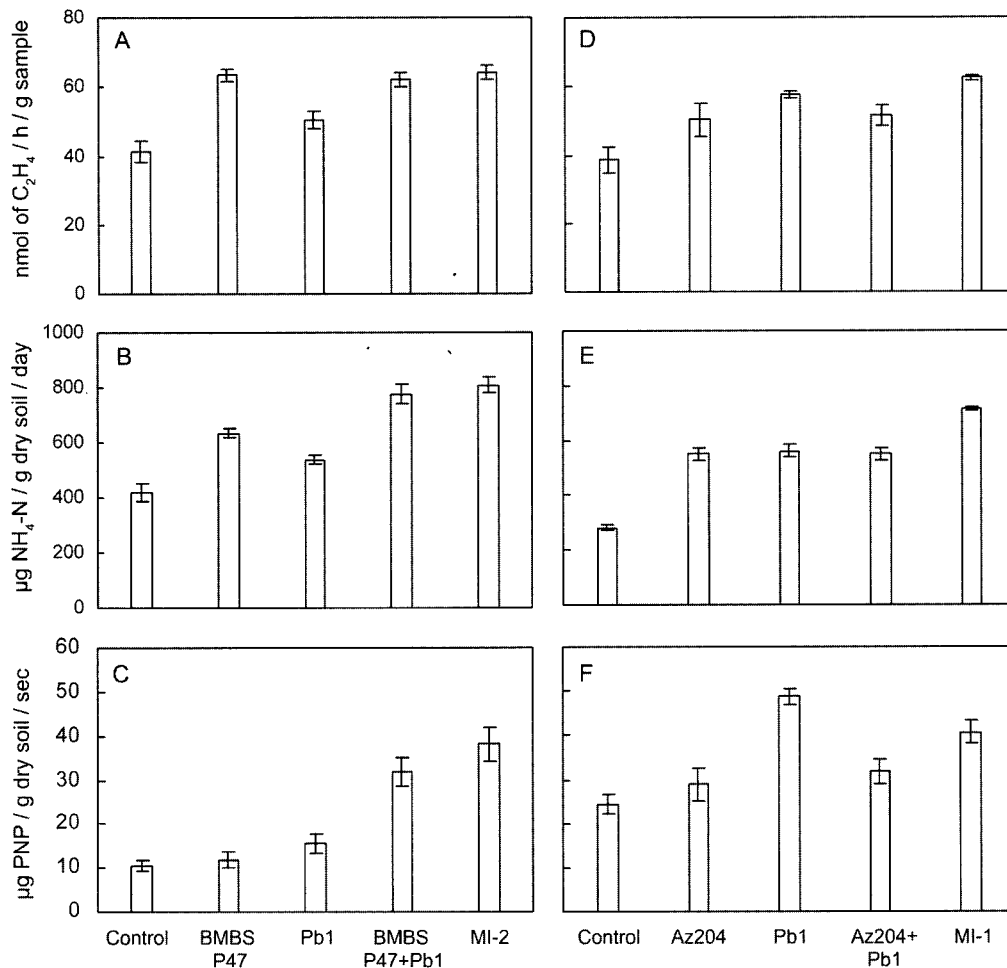 A
D
nmol of C₂H₄ / h / g sample
80
60
40
20
0
B
E
µg NH₄-N / g dry soil / day
1000
800
600
400
200
0
C
F
µg PNP / g dry soil / sec
60
50
40
30
20
10
0
Control
BMBS
P47
Pb1
BMBS
P47+Pb1
MI-2
Control
Az204
Pb1
Az204+
Pb1
MI-1